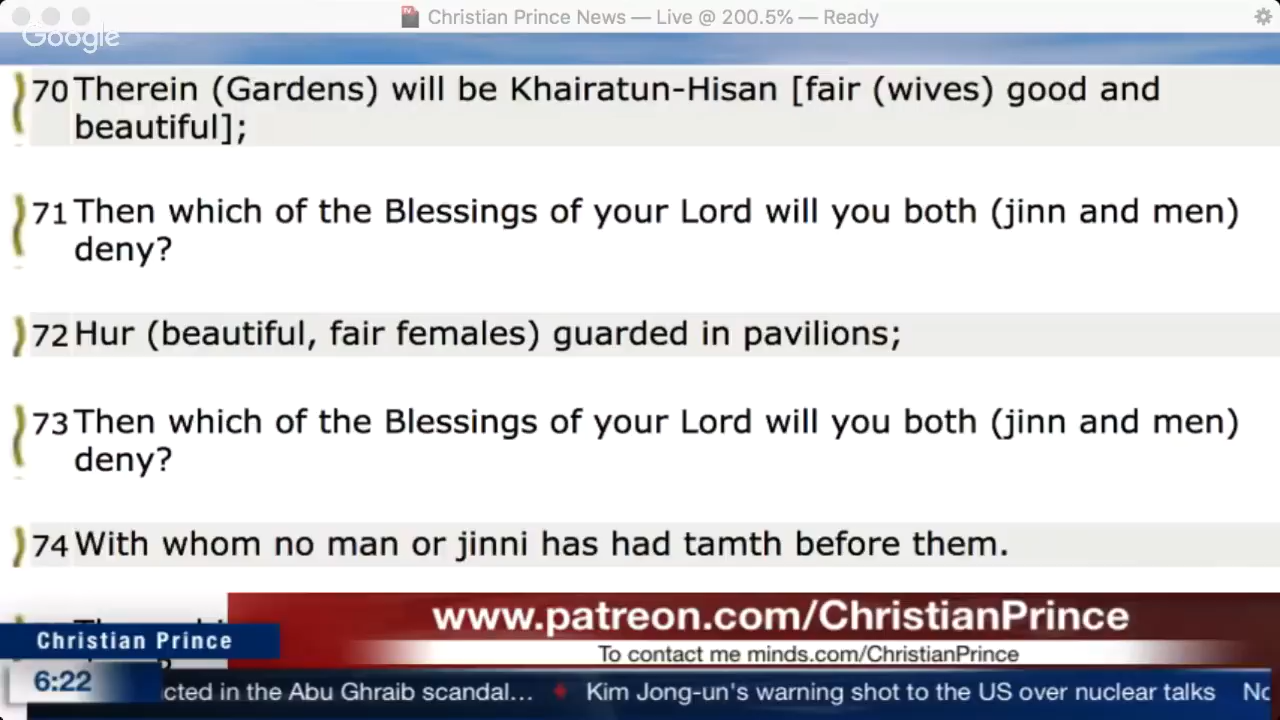 Christian Prince News — Live @ 200.5% — Ready
Google
70 Therein (Gardens) will be Khairatun-Hisan [fair (wives) good and
beautiful];
71 Then which of the Blessings of your Lord will you both (jinn and men)
deny?
72 Hur (beautiful, fair females) guarded in pavilions;
73 Then which of the Blessings of your Lord will you both (jinn and men)
deny?
74 With whom no man or jinni has had tamth before them.
www.patreon.com/ChristianPrince
Christian Prince
To contact me minds.com/ChristianPrince
6:22
cted in the Abu Ghraib scandal... Kim Jong-un's warning shot to the US over nuclear talks